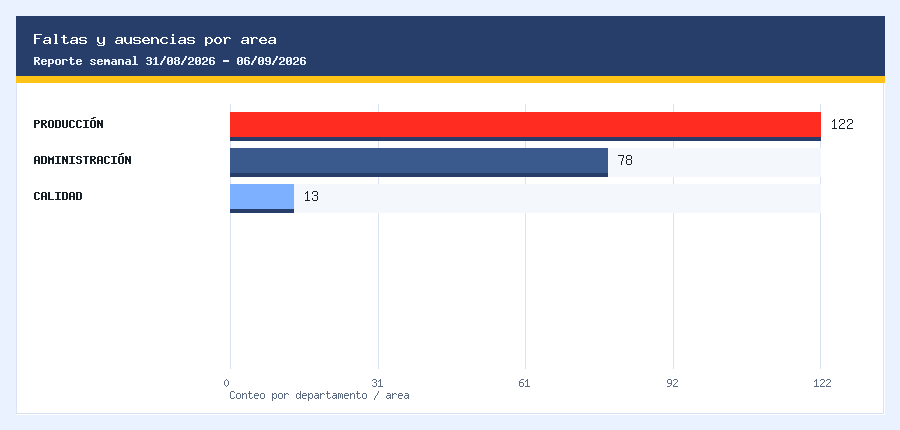 Faltas y ausencias por area
Reporte semanal 31/08/2026 - 06/09/2026
PRODUCCIÓN 122
ADMINISTRACIÓN 78
CALIDAD 13
0 31 61 92 122
Conteo por departamento / area